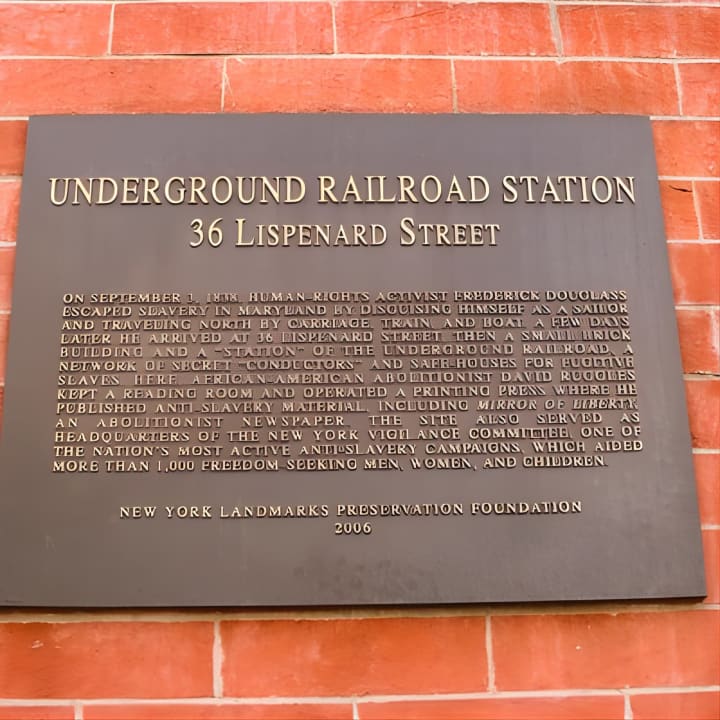 UNDERGROUND RAILROAD STATION
36 LISPENARD STREET
ON SEPTEMBER 3, 1838, HUMAN-RIGHTS ACTIVIST FREDERICK DOUGLASS
ESCAPED SLAVERY IN MARYLAND BY DISGUISING HIMSELF AS A SAILOR
AND TRAVELING NORTH BY CARRIAGE, TRAIN, AND BOAT. A FEW DAYS
LATER HE ARRIVED AT 36 LISPENARD STREET, THEN A SMALL BRICK
BUILDING AND A "STATION" OF THE UNDERGROUND RAILROAD, A
NETWORK OF SECRET "CONDUCTORS" AND SAFE-HOUSES FOR FUGITIVE
SLAVES. HERE, AFRICAN-AMERICAN ABOLITIONIST DAVID RUGGLES
KEPT A READING ROOM AND OPERATED A PRINTING PRESS WHERE HE
PUBLISHED ANTI-SLAVERY MATERIAL, INCLUDING MIRROR OF LIBERTY,
AN ABOLITIONIST NEWSPAPER. THE SITE ALSO SERVED AS
HEADQUARTERS OF THE NEW YORK VIGILANCE COMMITTEE, ONE OF
THE NATION'S MOST ACTIVE ANTI-SLAVERY CAMPAIGNS, WHICH AIDED
MORE THAN 1,000 FREEDOM-SEEKING MEN, WOMEN, AND CHILDREN.
NEW YORK LANDMARKS PRESERVATION FOUNDATION
2006